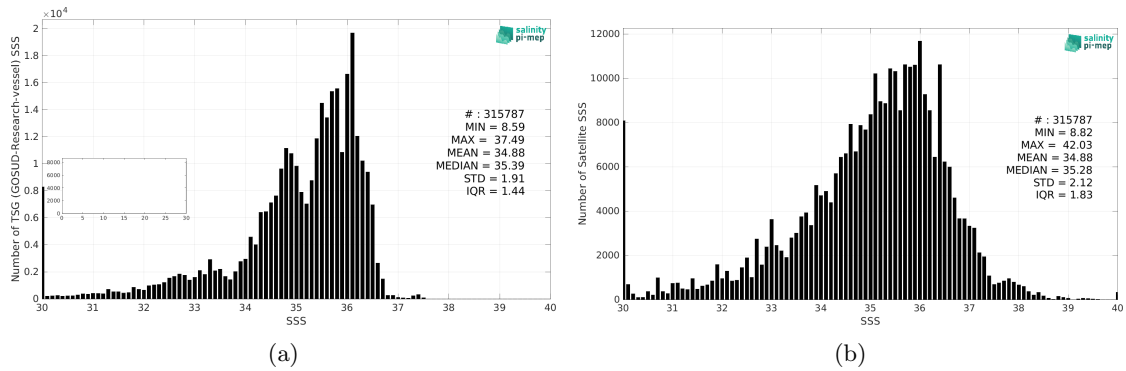 ×10⁴
2
1.8
1.6
1.4
1.2
1
0.8
0.6
0.4
0.2
0
Number of TSG (GOSUD-Research-vessel) SSS
salinity
pi-mep
# : 315787
MIN = 8.59
MAX = 37.49
MEAN = 34.88
MEDIAN = 35.39
STD = 1.91
IQR = 1.44
8000
6000
4000
2000
0
0 5 10 15 20 25 30
30 31 32 33 34 35 36 37 38 39 40
SSS
(a)
12000
10000
8000
6000
4000
2000
0
Number of Satellite SSS
salinity
pi-mep
# : 315787
MIN = 8.82
MAX = 42.03
MEAN = 34.88
MEDIAN = 35.28
STD = 2.12
IQR = 1.83
30 31 32 33 34 35 36 37 38 39 40
SSS
(b)